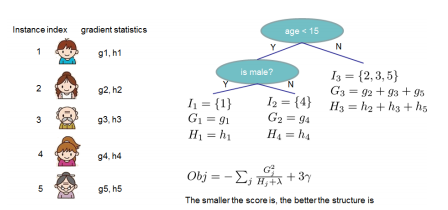 Instance index gradient statistics
1 g1, h1
2 g2, h2
3 g3, h3
4 g4, h4
5 g5, h5
age < 15
Y N
is male?
Y N
I₁ = {1}
G₁ = g₁
H₁ = h₁
I₂ = {4}
G₂ = g₄
H₄ = h₄
I₃ = {2, 3, 5}
G₃ = g₂ + g₃ + g₅
H₃ = h₂ + h₃ + h₅
Obj = −∑ⱼ Gⱼ²/(Hⱼ+λ) + 3γ
The smaller the score is, the better the structure is